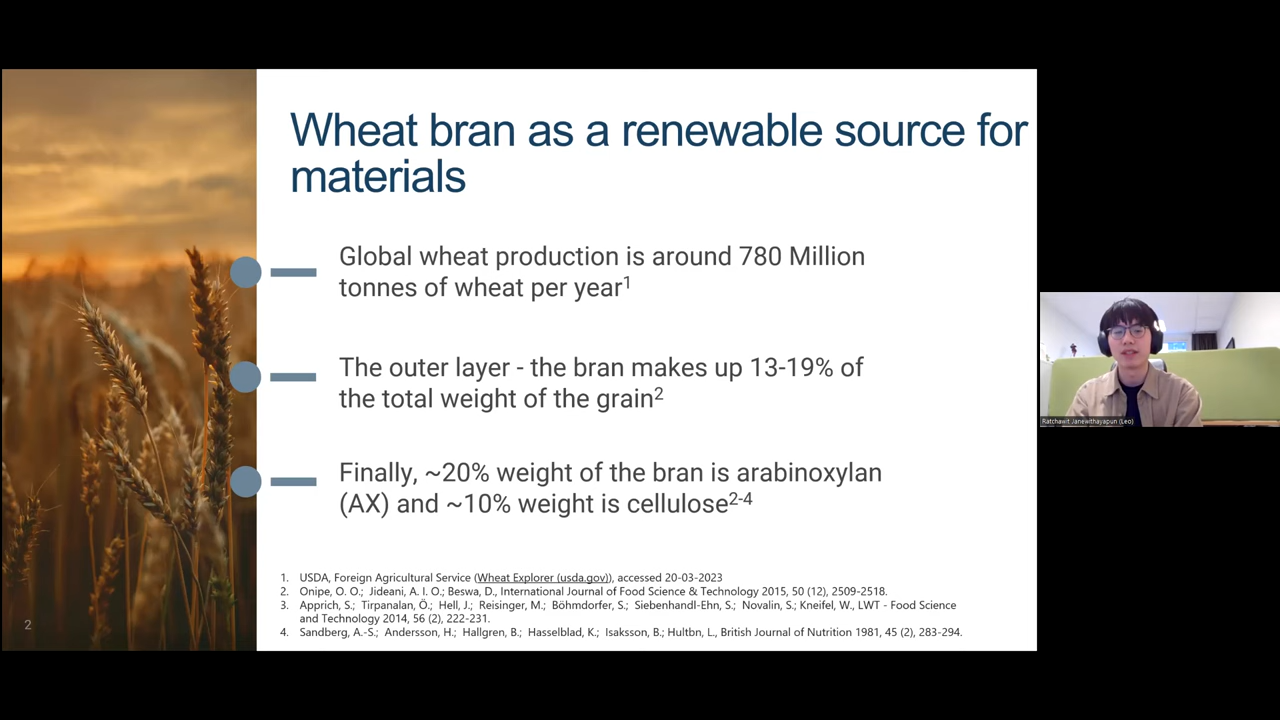 Wheat bran as a renewable source for
materials
Global wheat production is around 780 Million
tonnes of wheat per year1
The outer layer - the bran makes up 13-19% of
the total weight of the grain2
Finally, ~20% weight of the bran is arabinoxylan
(AX) and ~10% weight is cellulose2-4
1. USDA, Foreign Agricultural Service (Wheat Explorer (usda.gov)), accessed 20-03-2023
2. Onipe, O. O.; Jideani, A. I. O.; Beswa, D., International Journal of Food Science & Technology 2015, 50 (12), 2509-2518.
3. Apprich, S.; Tirpanalan, Ö.; Hell, J.; Reisinger, M.; Böhmdorfer, S.; Siebenhandl-Ehn, S.; Novalin, S.; Kneifel, W., LWT - Food Science
and Technology 2014, 56 (2), 222-231.
4. Sandberg, A.-S.; Andersson, H.; Hallgren, B.; Hasselblad, K.; Isaksson, B.; Hultbn, L., British Journal of Nutrition 1981, 45 (2), 283-294.
2
Ratchawit Janewithayapun (Leo)